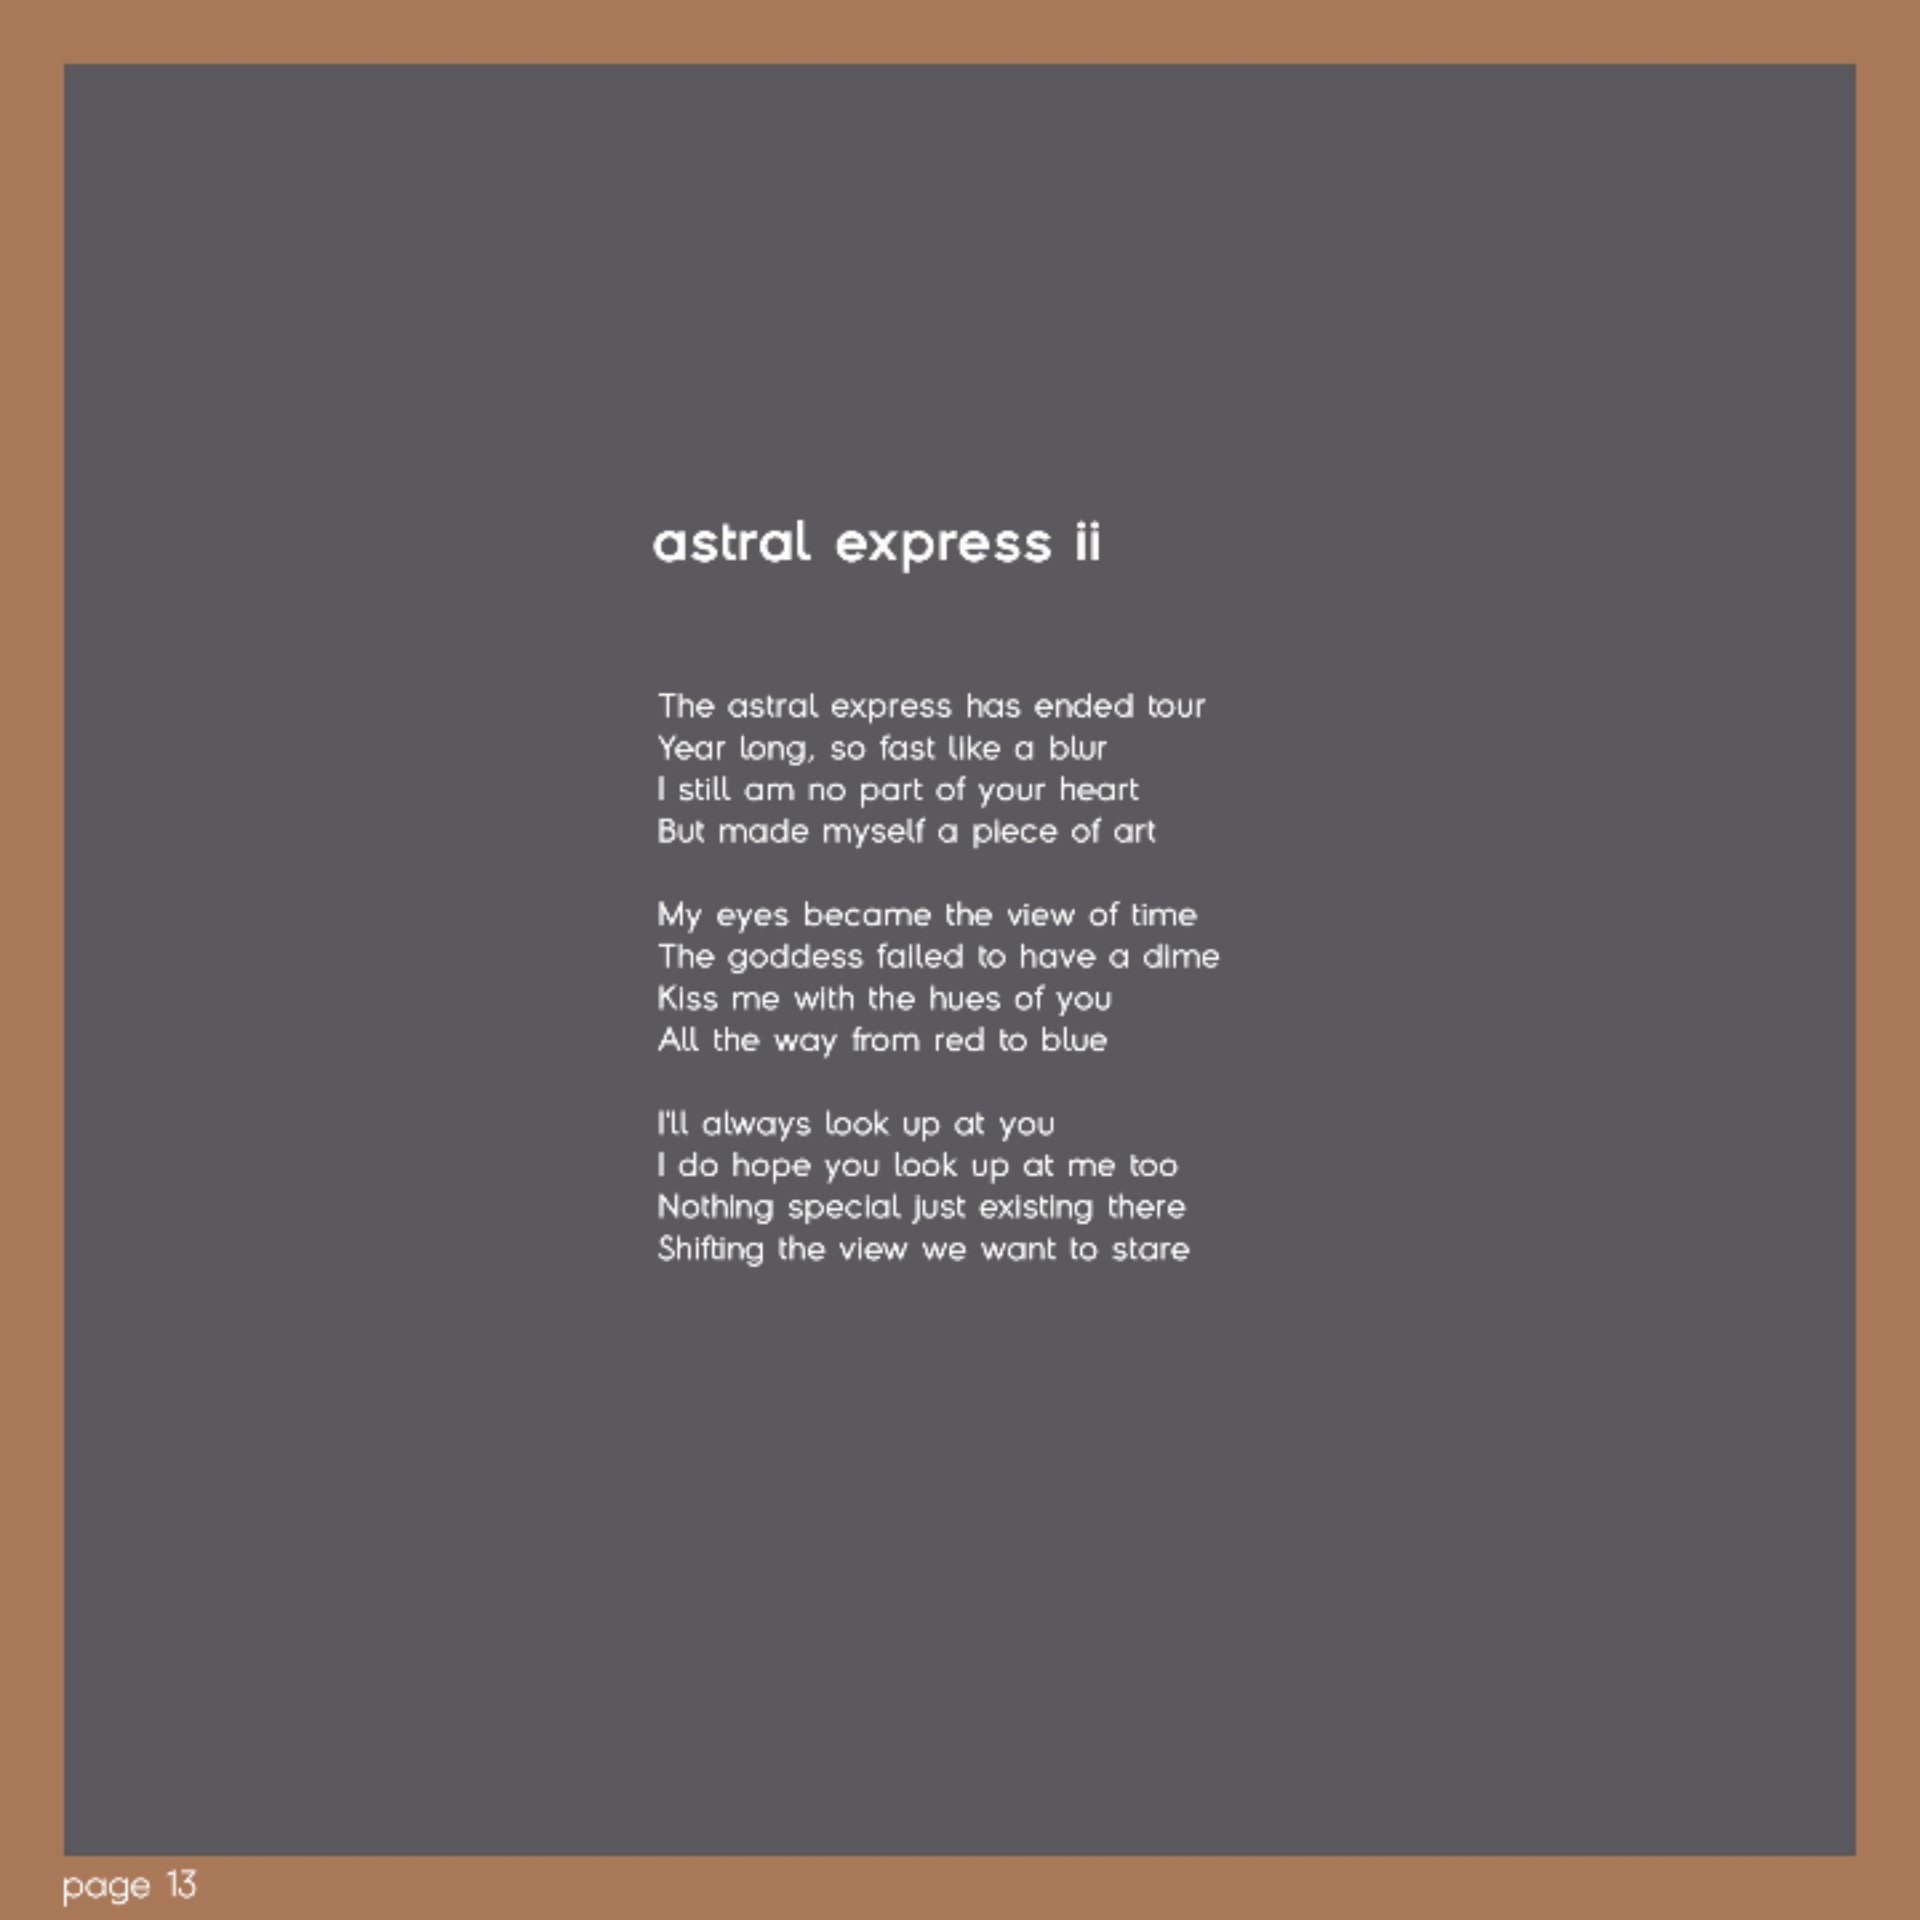 astral express ii
The astral express has ended tour
Year long, so fast like a blur
I still am no part of your heart
But made myself a piece of art
My eyes became the view of time
The goddess failed to have a dime
Kiss me with the hues of you
All the way from red to blue
I'll always look up at you
I do hope you look up at me too
Nothing special just existing there
Shifting the view we want to stare
page 13